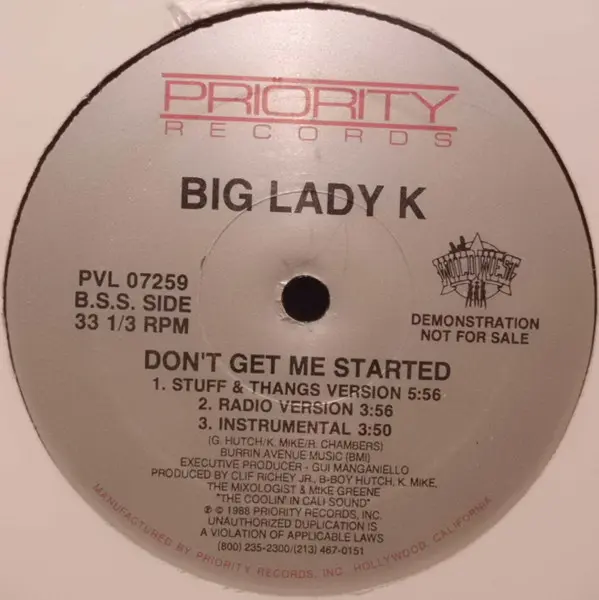 PRIORITY
RECORDS
BIG LADY K
PVL 07259
B.S.S. SIDE
33 1/3 RPM
WILD WEST
DEMONSTRATION
NOT FOR SALE
DON'T GET ME STARTED
1. STUFF & THANGS VERSION 5:56
2. RADIO VERSION 3:56
3. INSTRUMENTAL 3:50
(G. HUTCH/K. MIKE/R. CHAMBERS)
BURRIN AVENUE MUSIC (BMI)
EXECUTIVE PRODUCER - GUI MANGANIELLO
PRODUCED BY CLIF RICHEY JR., B-BOY HUTCH, K. MIKE,
THE MIXOLOGIST & MIKE GREENE
"THE COOLIN' IN CALI SOUND"
℗ © 1988 PRIORITY RECORDS, INC.
UNAUTHORIZED DUPLICATION IS
A VIOLATION OF APPLICABLE LAWS
(800) 235-2300/(213) 467-0151
MANUFACTURED BY PRIORITY RECORDS, INC. HOLLYWOOD, CALIFORNIA